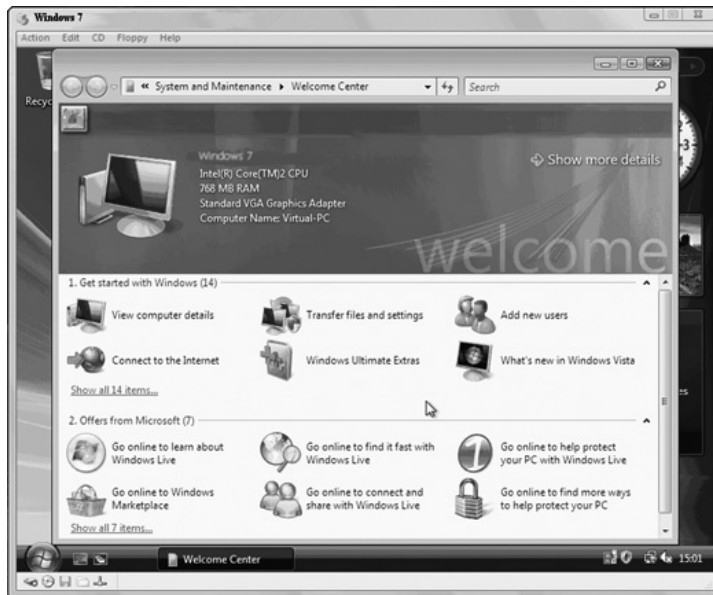 Windows 7
Action Edit CD Floppy Help
System and Maintenance Welcome Center
Search
Windows 7
Intel(R) Core(TM)2 CPU
768 MB RAM
Standard VGA Graphics Adapter
Computer Name: Virtual-PC
Show more details
welcome
1. Get started with Windows (14)
View computer details
Transfer files and settings
Add new users
Connect to the Internet
Windows Ultimate Extras
What's new in Windows Vista
Show all 14 items...
2. Offers from Microsoft (7)
Go online to learn about
Windows Live
Go online to find it fast with
Windows Live
Go online to help protect
your PC with Windows Live
Go online to Windows
Marketplace
Go online to connect and
share with Windows Live
Go online to find more ways
to help protect your PC
Show all 7 items...
Welcome Center
15:01